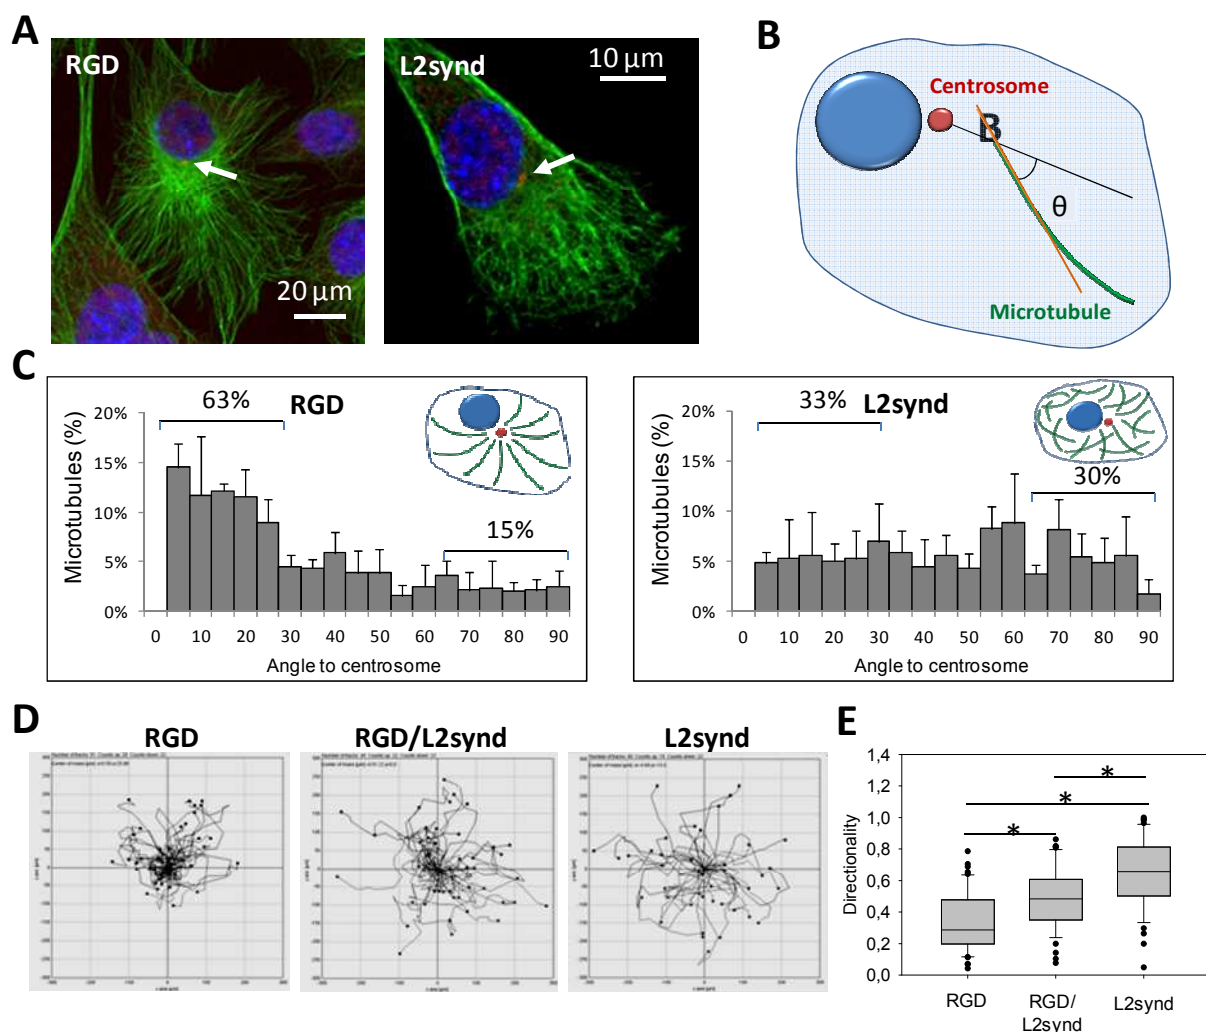 A
RGD
20 µm
L2synd
10 µm
B
Centrosome
B
θ
Microtubule
C
63%
RGD
20%
15%
10%
5%
0%
15%
Microtubules (%)
0 10 20 30 40 50 60 70 80 90
Angle to centrosome
33%
L2synd
30%
20%
15%
10%
5%
0%
Microtubules (%)
0 10 20 30 40 50 60 70 80 90
Angle to centrosome
D
RGD
RGD/L2synd
L2synd
E
1,4
1,2
1,0
0,8
0,6
0,4
0,2
0,0
Directionality
*
*
*
RGD
RGD/
L2synd
L2synd